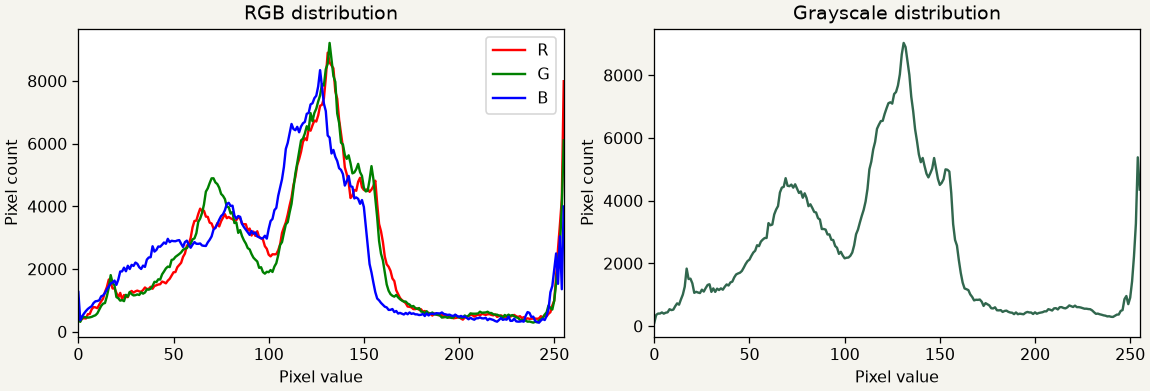 RGB distribution
Pixel count
8000
6000
4000
2000
0
0 50 100 150 200 250
Pixel value
R
G
B
Grayscale distribution
Pixel count
8000
6000
4000
2000
0
0 50 100 150 200 250
Pixel value